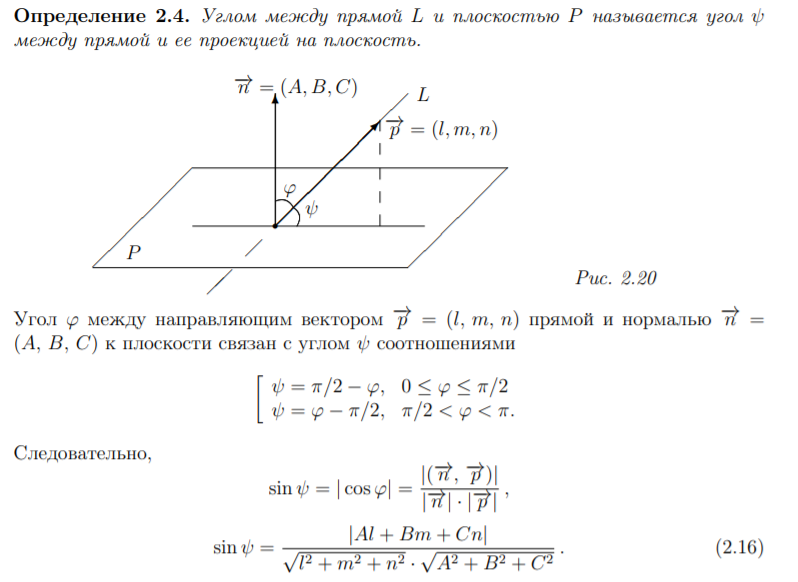 Определение 2.4. Углом между прямой L и плоскостью P называется угол ψ
между прямой и ее проекцией на плоскость.
n⃗ = (A, B, C)
L
p⃗ = (l, m, n)
φ
ψ
P
Рис. 2.20
Угол φ между направляющим вектором p⃗ = (l, m, n) прямой и нормалью n⃗ =
(A, B, C) к плоскости связан с углом ψ соотношениями
[ ψ = π/2 − φ, 0 ≤ φ ≤ π/2
ψ = φ − π/2, π/2 < φ < π.
Следовательно,
sin ψ = | cos φ| = |(n⃗, p⃗)| / |n⃗| · |p⃗| ,
sin ψ = |Al + Bm + Cn| / √l² + m² + n² · √A² + B² + C² . (2.16)